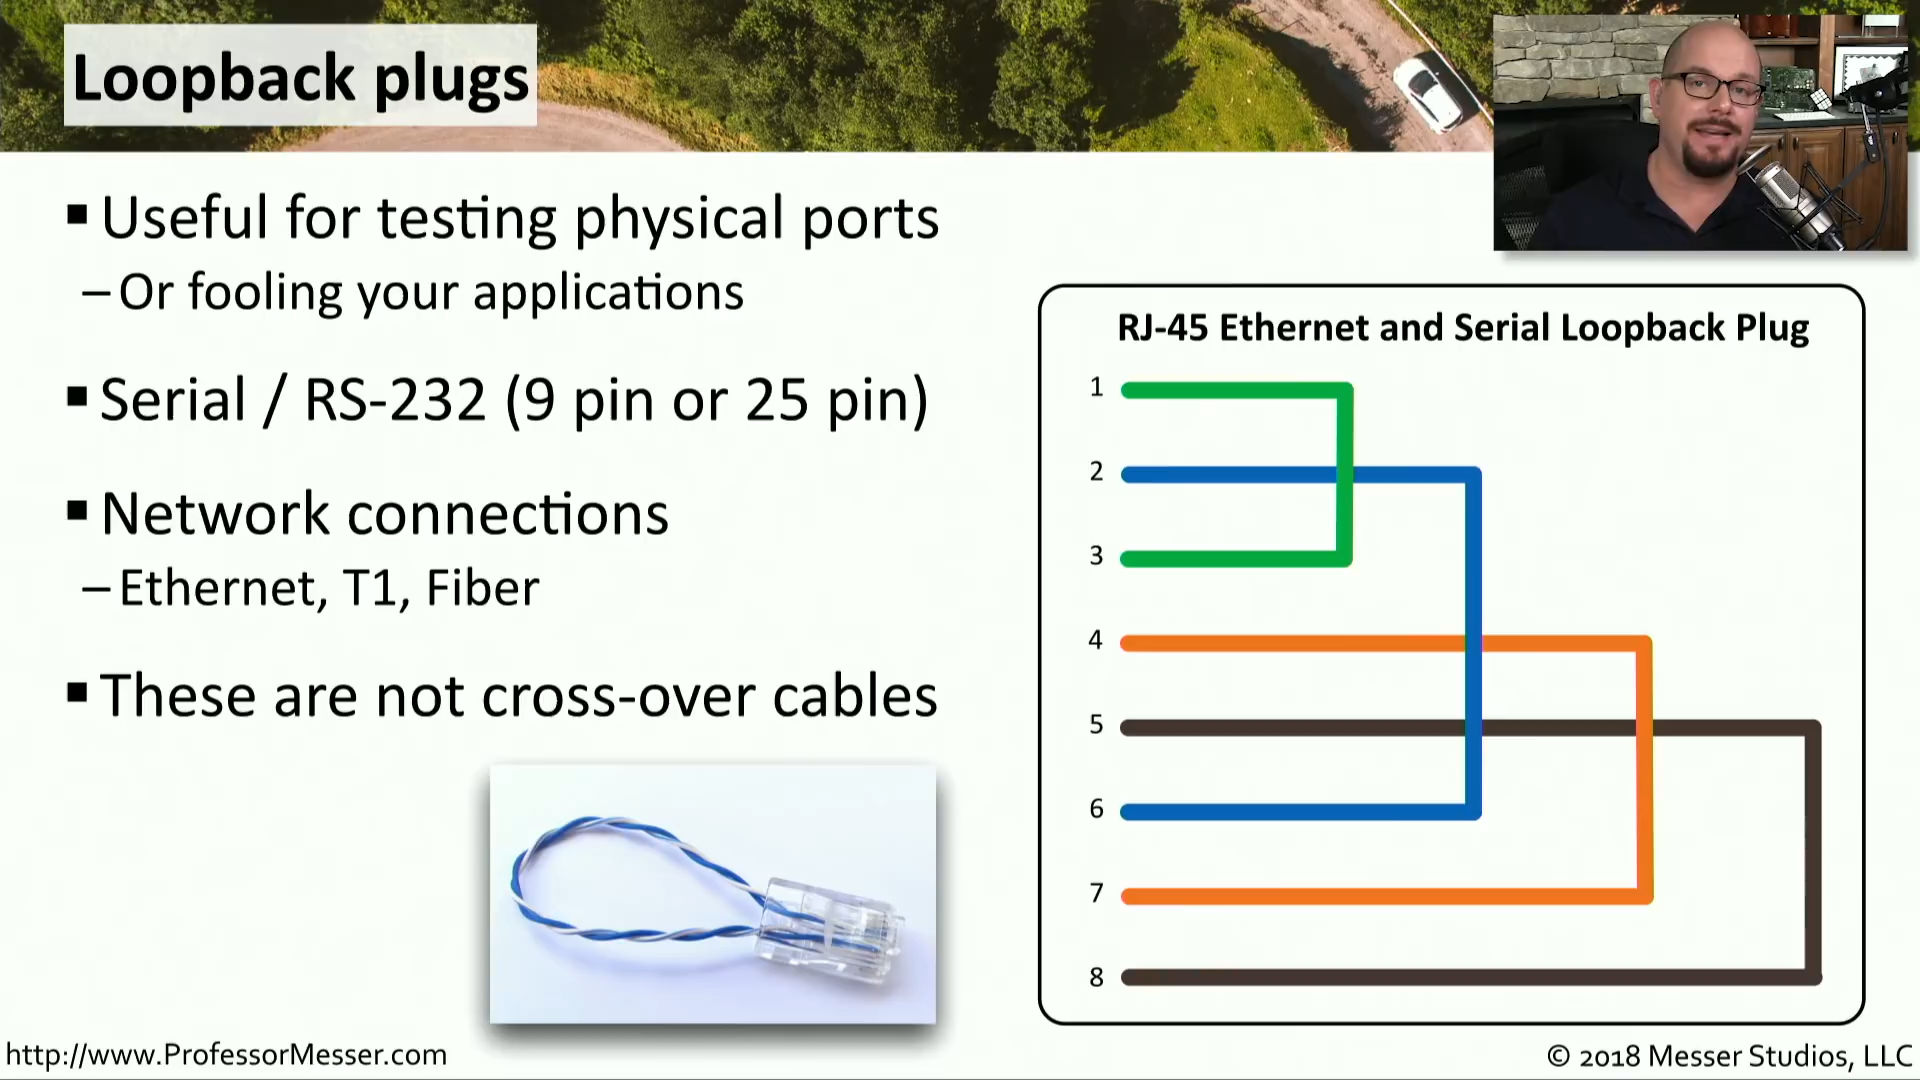 Loopback plugs
▪ Useful for testing physical ports
– Or fooling your applications
▪ Serial / RS-232 (9 pin or 25 pin)
▪ Network connections
– Ethernet, T1, Fiber
▪ These are not cross-over cables
RJ-45 Ethernet and Serial Loopback Plug
1
2
3
4
5
6
7
8
http://www.ProfessorMesser.com
© 2018 Messer Studios, LLC